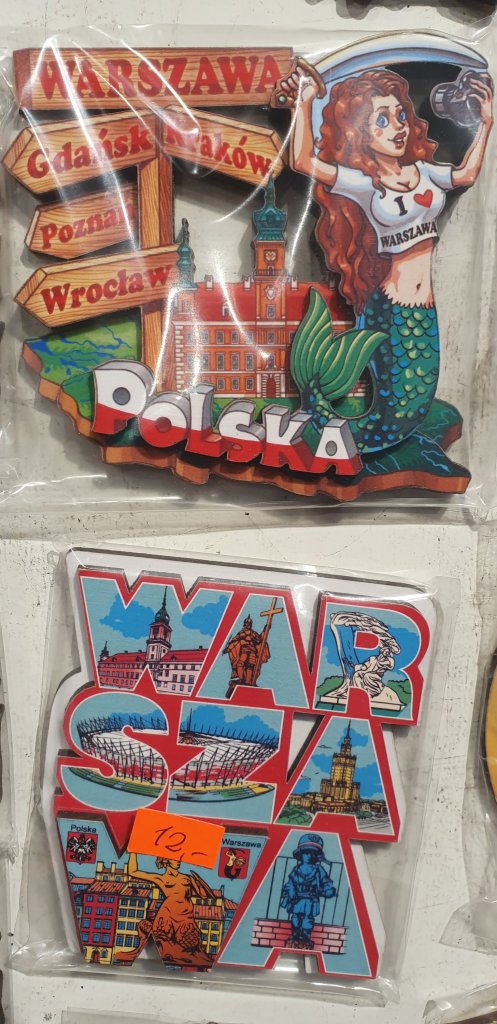 WARSZAWA
Gdańsk
Kraków
Poznań
Wrocław
I ❤
WARSZAWA
POLSKA
WAR
SZA
WA
12,-
Polska
Warszawa